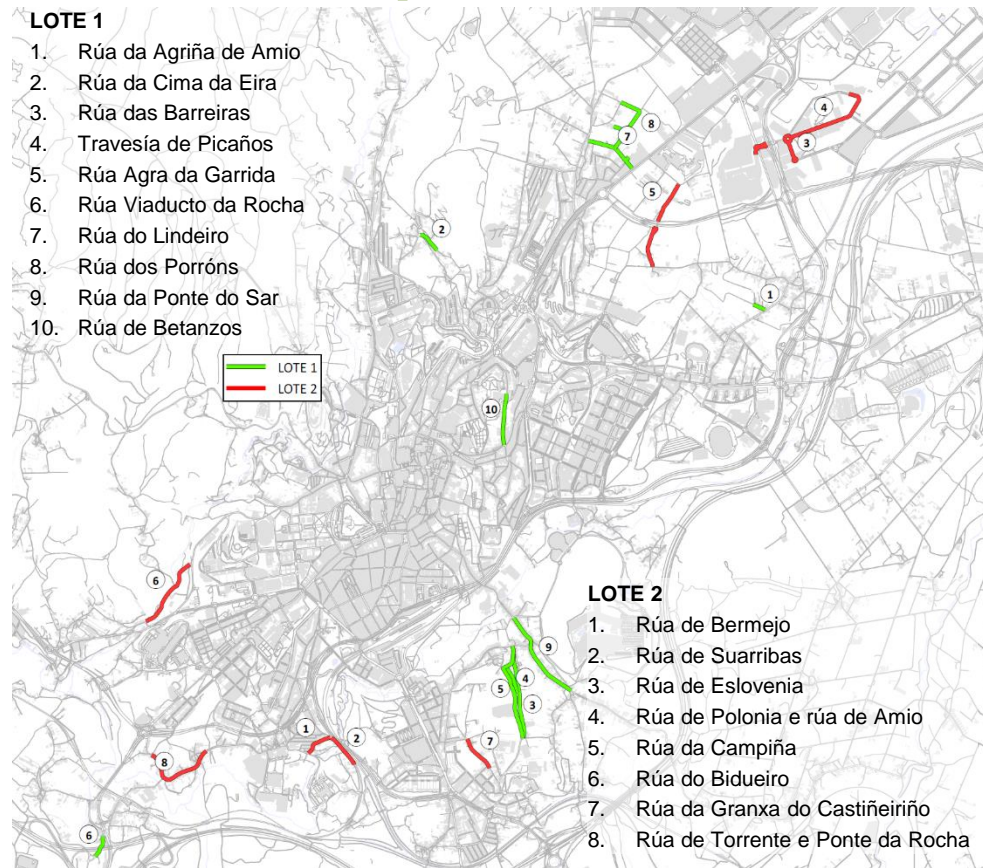 LOTE 1
1. Rúa da Agriña de Amio
2. Rúa da Cima da Eira
3. Rúa das Barreiras
4. Travesía de Picaños
5. Rúa Agra da Garrida
6. Rúa Viaducto da Rocha
7. Rúa do Lindeiro
8. Rúa dos Porróns
9. Rúa da Ponte do Sar
10. Rúa de Betanzos
LOTE 1
LOTE 2
4
8
7
3
5
2
1
10
6
9
4
5
3
1
2
7
8
6
LOTE 2
1. Rúa de Bermejo
2. Rúa de Suarribas
3. Rúa de Eslovenia
4. Rúa de Polonia e rúa de Amio
5. Rúa da Campiña
6. Rúa do Bidueiro
7. Rúa da Granxa do Castiñeiriño
8. Rúa de Torrente e Ponte da Rocha